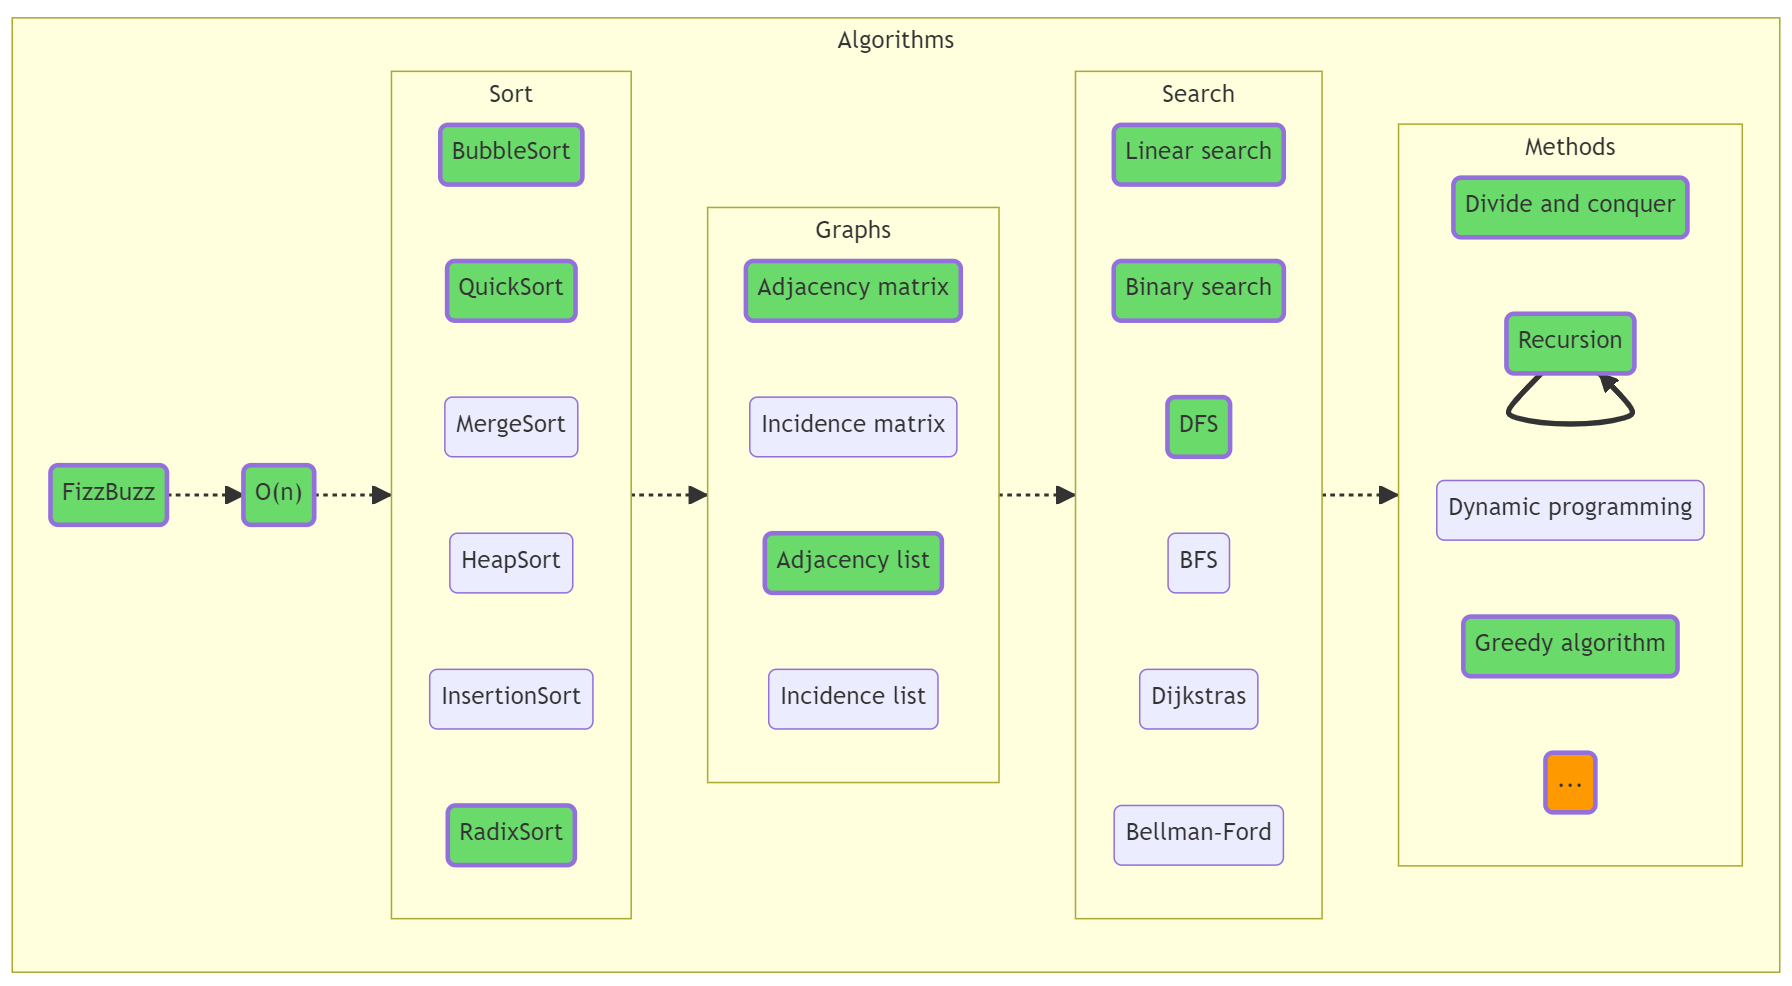 Algorithms
FizzBuzz
O(n)
Sort
BubbleSort
QuickSort
MergeSort
HeapSort
InsertionSort
RadixSort
Graphs
Adjacency matrix
Incidence matrix
Adjacency list
Incidence list
Search
Linear search
Binary search
DFS
BFS
Dijkstras
Bellman-Ford
Methods
Divide and conquer
Recursion
Dynamic programming
Greedy algorithm
...